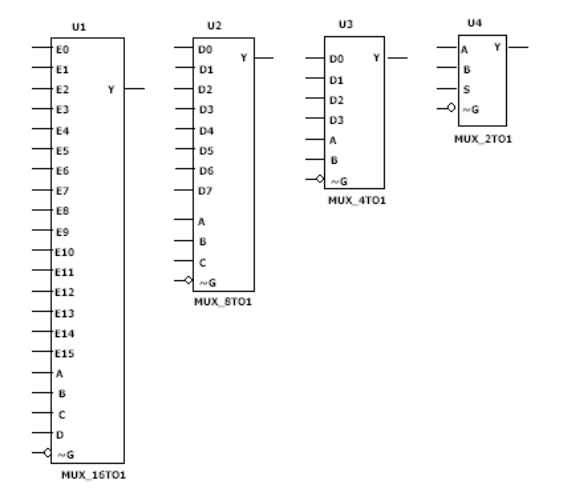 U1
E0
E1
E2
Y
E3
E4
E5
E6
E7
E8
E9
E10
E11
E12
E13
E14
E15
A
B
C
D
~G
MUX_16TO1
U2
D0
Y
D1
D2
D3
D4
D5
D6
D7
A
B
C
~G
MUX_8TO1
U3
D0
Y
D1
D2
D3
A
B
~G
MUX_4TO1
U4
A
Y
B
S
~G
MUX_2TO1